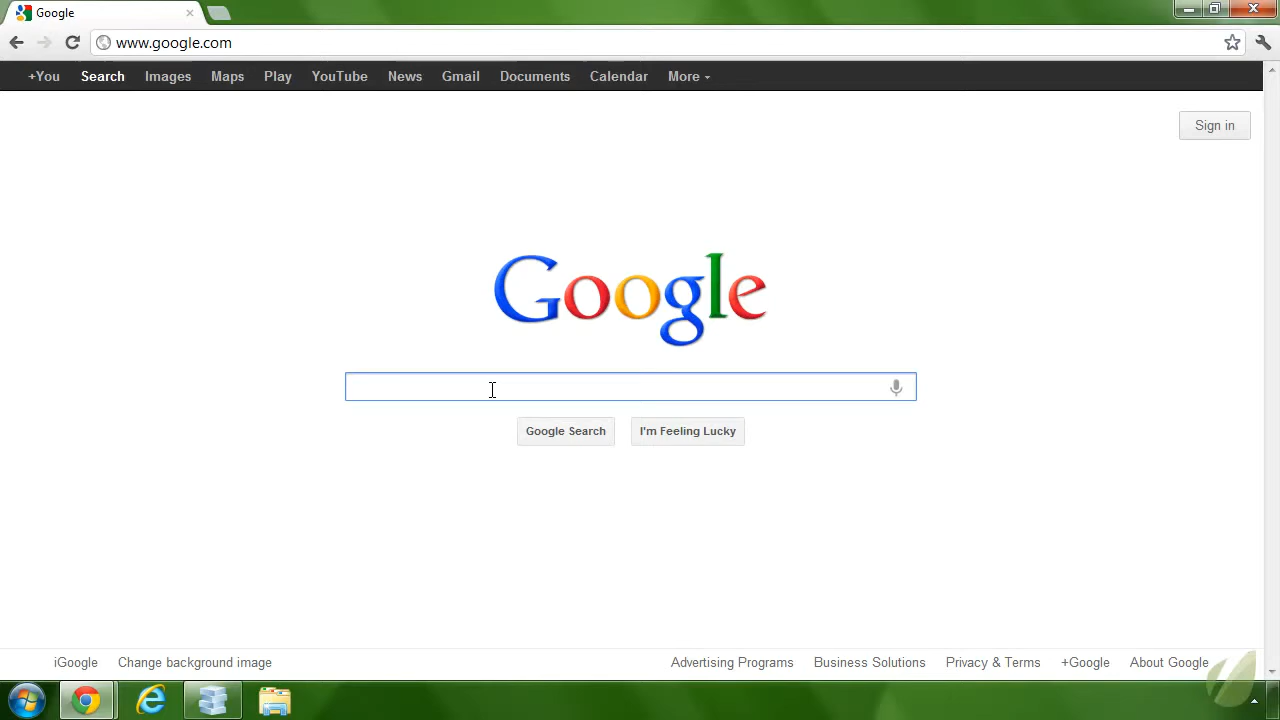 Google
www.google.com
+You Search Images Maps Play YouTube News Gmail Documents Calendar More
Sign in
Google
Google Search I'm Feeling Lucky
iGoogle Change background image Advertising Programs Business Solutions Privacy & Terms +Google About Google